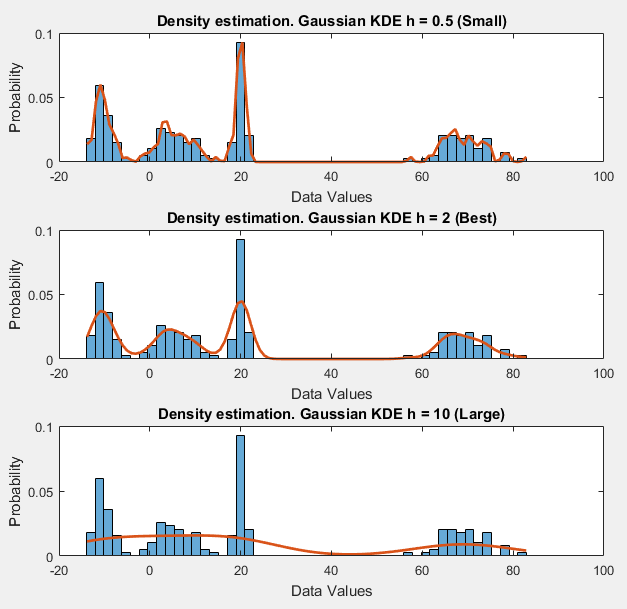 Density estimation. Gaussian KDE h = 0.5 (Small)
0.1
0.05
0
Probability
-20 0 20 40 60 80 100
Data Values
Density estimation. Gaussian KDE h = 2 (Best)
0.1
0.05
0
Probability
-20 0 20 40 60 80 100
Data Values
Density estimation. Gaussian KDE h = 10 (Large)
0.1
0.05
0
Probability
-20 0 20 40 60 80 100
Data Values